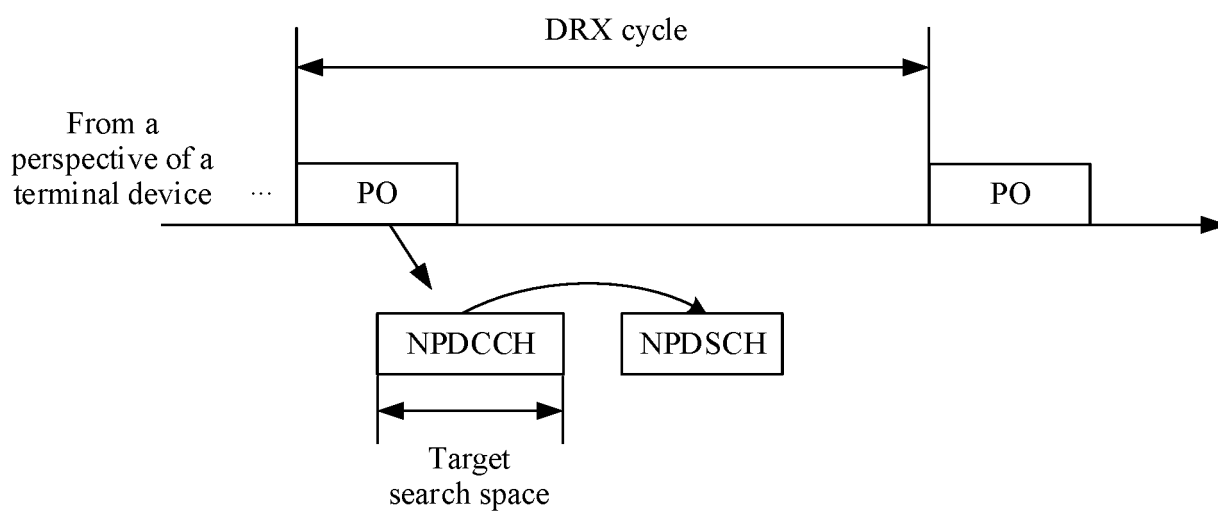 DRX cycle
From a
perspective of a
terminal device
...
PO
PO
NPDCCH
NPDSCH
Target
search space